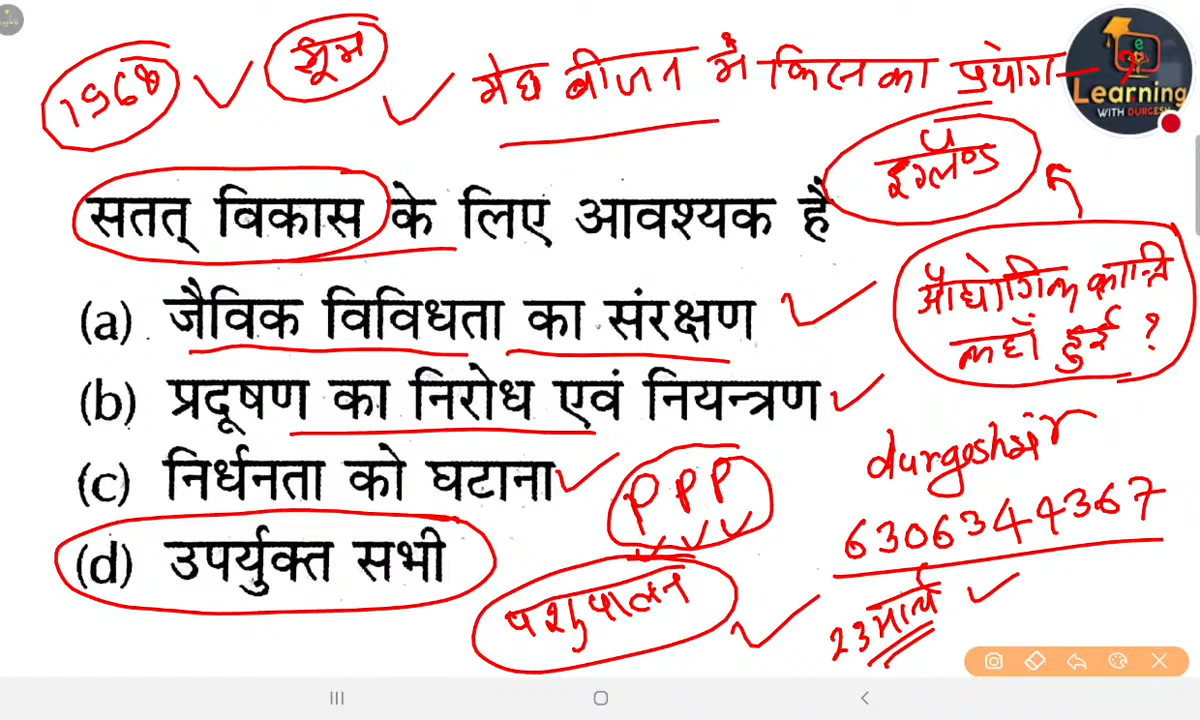 1968 झूम
मेघ बीजन में किसका प्रयोग - ?
e
Learning
WITH DURGESH
इंग्लैण्ड
सतत् विकास के लिए आवश्यक है
औद्योगिक क्रान्ति
कहाँ हुई ?
(a) जैविक विविधता का संरक्षण
(b) प्रदूषण का निरोध एवं नियन्त्रण
durgeshsir
(c) निर्धनता को घटाना
PPP
6306344367
(d) उपर्युक्त सभी
पशुपालन
23 मार्च